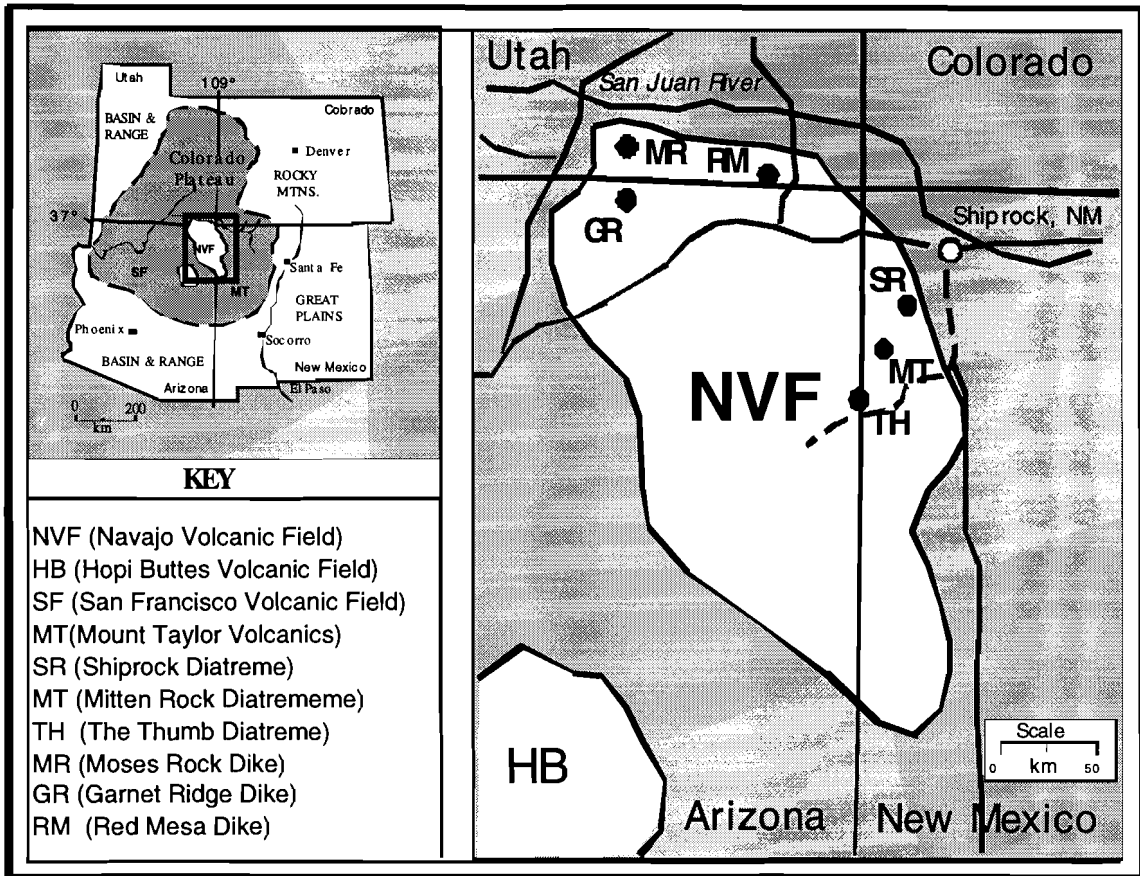 Utah
109°
Cobrado
BASIN &
RANGE
Colorado
Plateau
Denver
ROCKY
MTNS.
37°
NVF
SF
Santa Fe
MT
GREAT
PLAINS
Phoenix
Socorro
BASIN & RANGE
New Mexico
Arizona
El Paso
0 200
km
KEY
NVF (Navajo Volcanic Field)
HB (Hopi Buttes Volcanic Field)
SF (San Francisco Volcanic Field)
MT(Mount Taylor Volcanics)
SR (Shiprock Diatreme)
MT (Mitten Rock Diatrememe)
TH (The Thumb Diatreme)
MR (Moses Rock Dike)
GR (Garnet Ridge Dike)
RM (Red Mesa Dike)
Utah
Colorado
San Juan River
MR
RM
GR
Shiprock, NM
SR
MT
NVF
TH
Scale
0 km 50
HB
Arizona
New Mexico